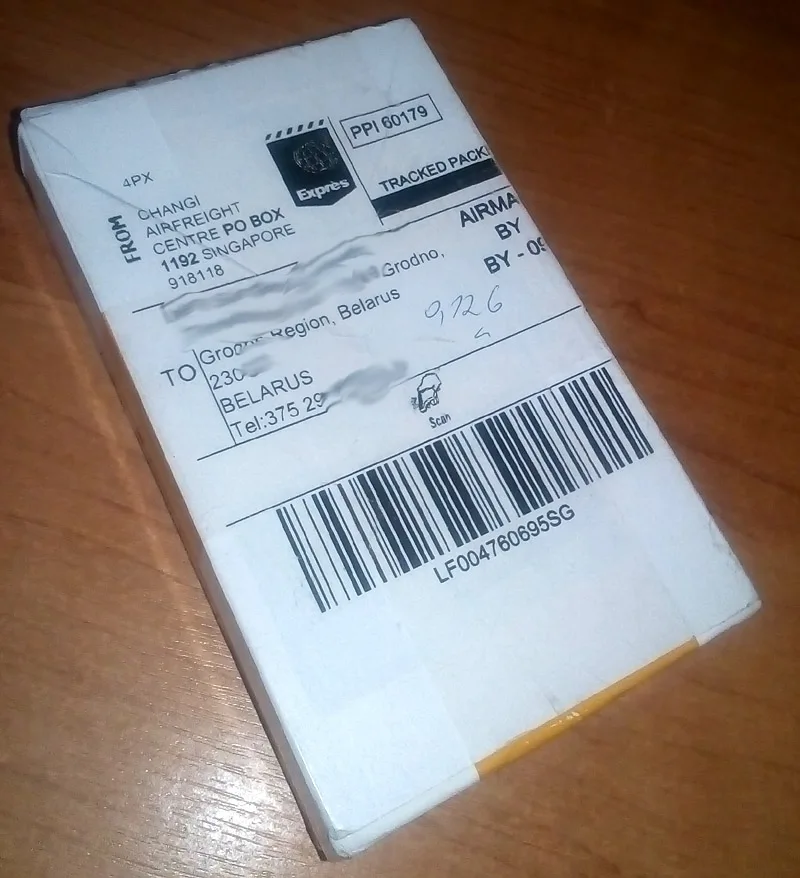 PPI 60179
Exprès
TRACKED PACK
4PX
FROM
CHANGI
AIRFREIGHT
CENTRE PO BOX
1192 SINGAPORE
918118
AIRMA
BY
BY - 09
Grodno,
Region, Belarus
0,126
TO
230
BELARUS
Tel:375 29
Scan
LF004760695SG